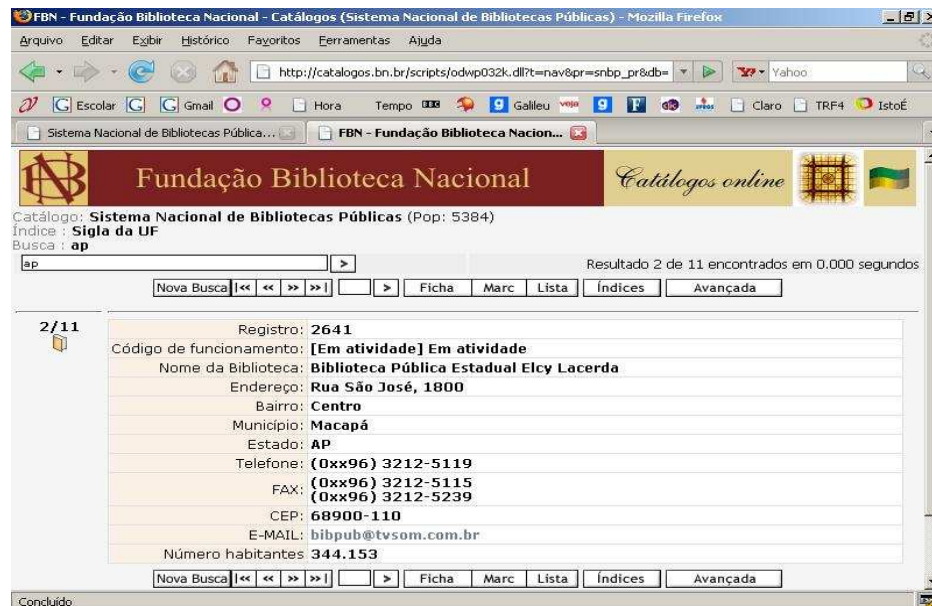 FBN - Fundação Biblioteca Nacional - Catálogos (Sistema Nacional de Bibliotecas Públicas) - Mozilla Firefox
Arquivo Editar Exibir Histórico Favoritos Ferramentas Ajuda
http://catalogos.bn.br/scripts/odwp032k.dll?t=nav&pr=snbp_pr&db= Yahoo
Escolar Gmail Hora Tempo Galileu veja Claro TRF4 IstoÉ
Sistema Nacional de Bibliotecas Pública... FBN - Fundação Biblioteca Nacion...
Fundação Biblioteca Nacional Catálogos online
Catálogo: Sistema Nacional de Bibliotecas Públicas (Pop: 5384)
Índice : Sigla da UF
Busca : ap
ap > Resultado 2 de 11 encontrados em 0.000 segundos
Nova Busca |<< << >> >>| > Ficha Marc Lista Índices Avançada
2/11
Registro: 2641
Código de funcionamento: [Em atividade] Em atividade
Nome da Biblioteca: Biblioteca Pública Estadual Elcy Lacerda
Endereço: Rua São José, 1800
Bairro: Centro
Município: Macapá
Estado: AP
Telefone: (0xx96) 3212-5119
FAX: (0xx96) 3212-5115
(0xx96) 3212-5239
CEP: 68900-110
E-MAIL: bibpub@tvsom.com.br
Número habitantes 344.153
Nova Busca |<< << >> >>| > Ficha Marc Lista Índices Avançada
Concluído